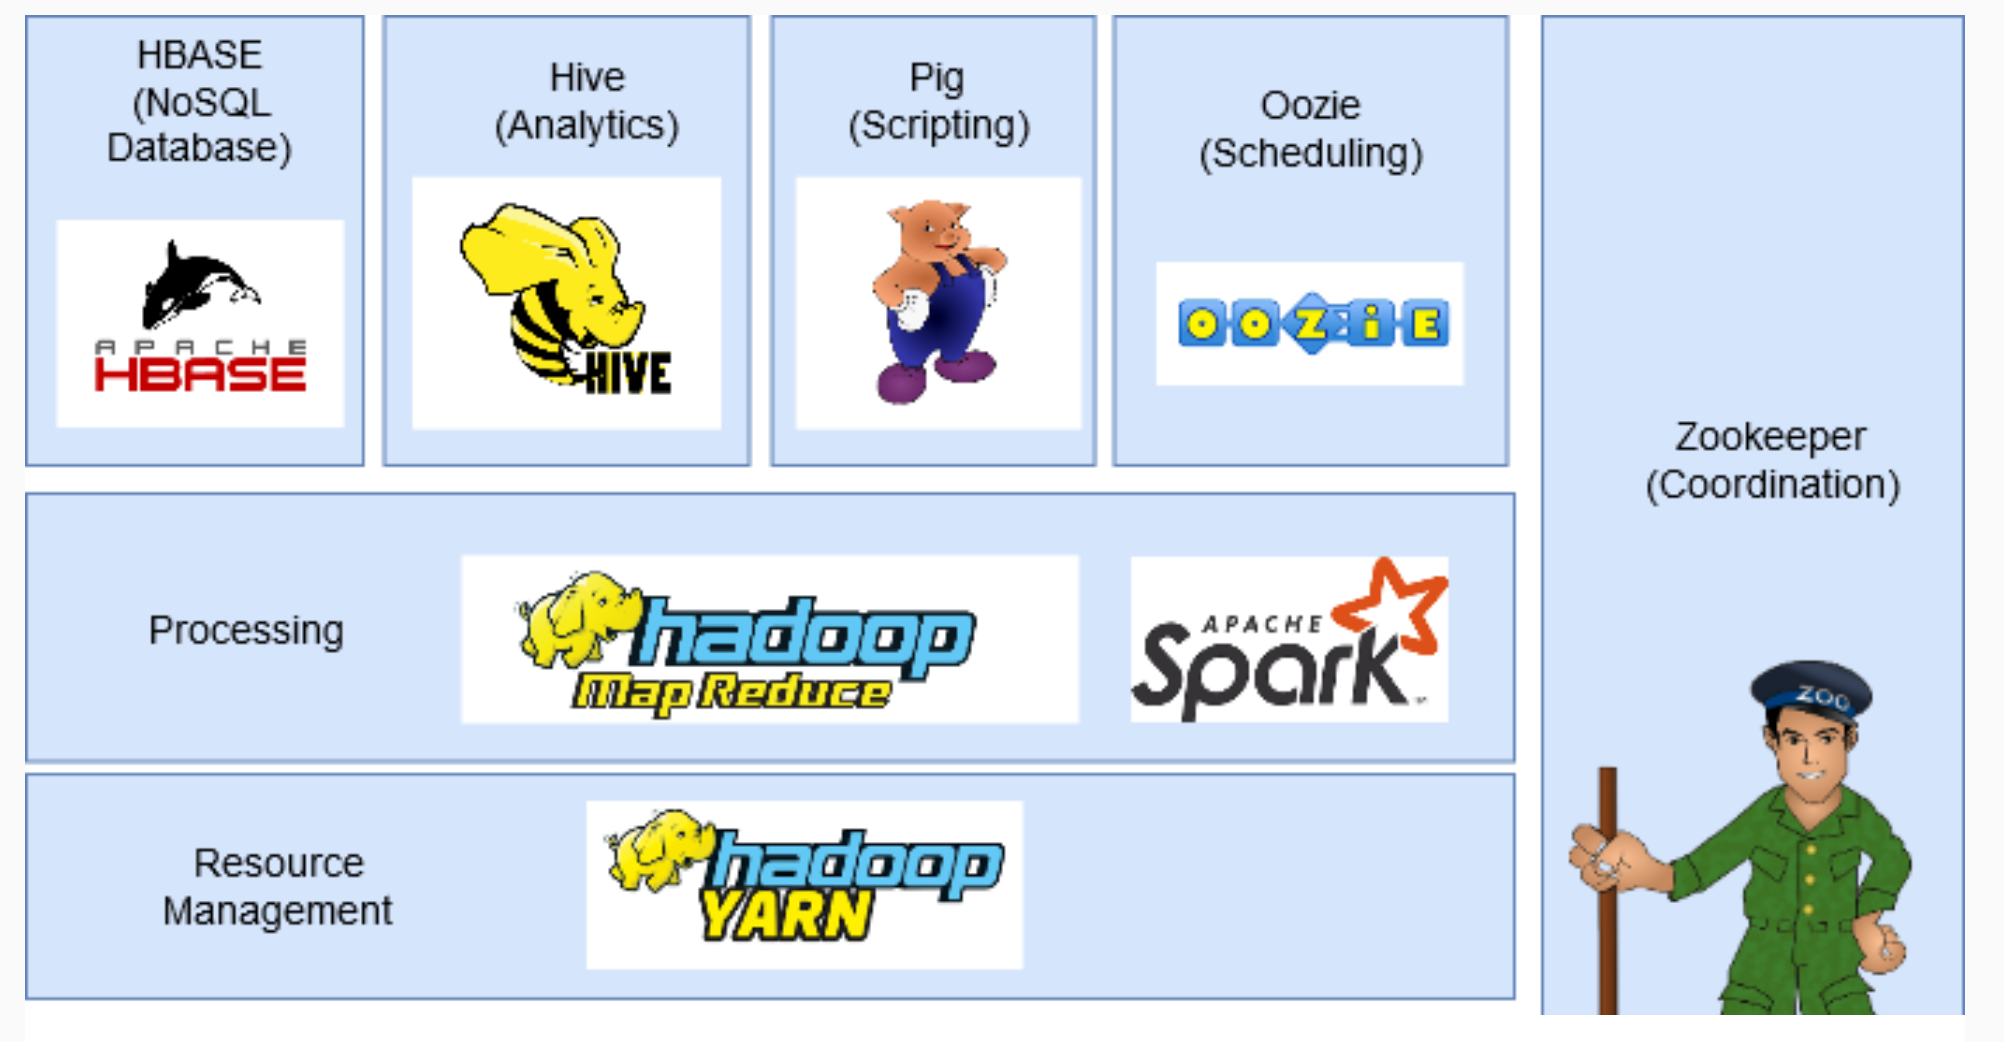 HBASE
(NoSQL
Database)
APACHE
HBASE
Hive
(Analytics)
HIVE
Pig
(Scripting)
Oozie
(Scheduling)
OOZiE
Zookeeper
(Coordination)
ZOO
Processing
hadoop
Map Reduce
APACHE
Spark
Resource
Management
hadoop
YARN